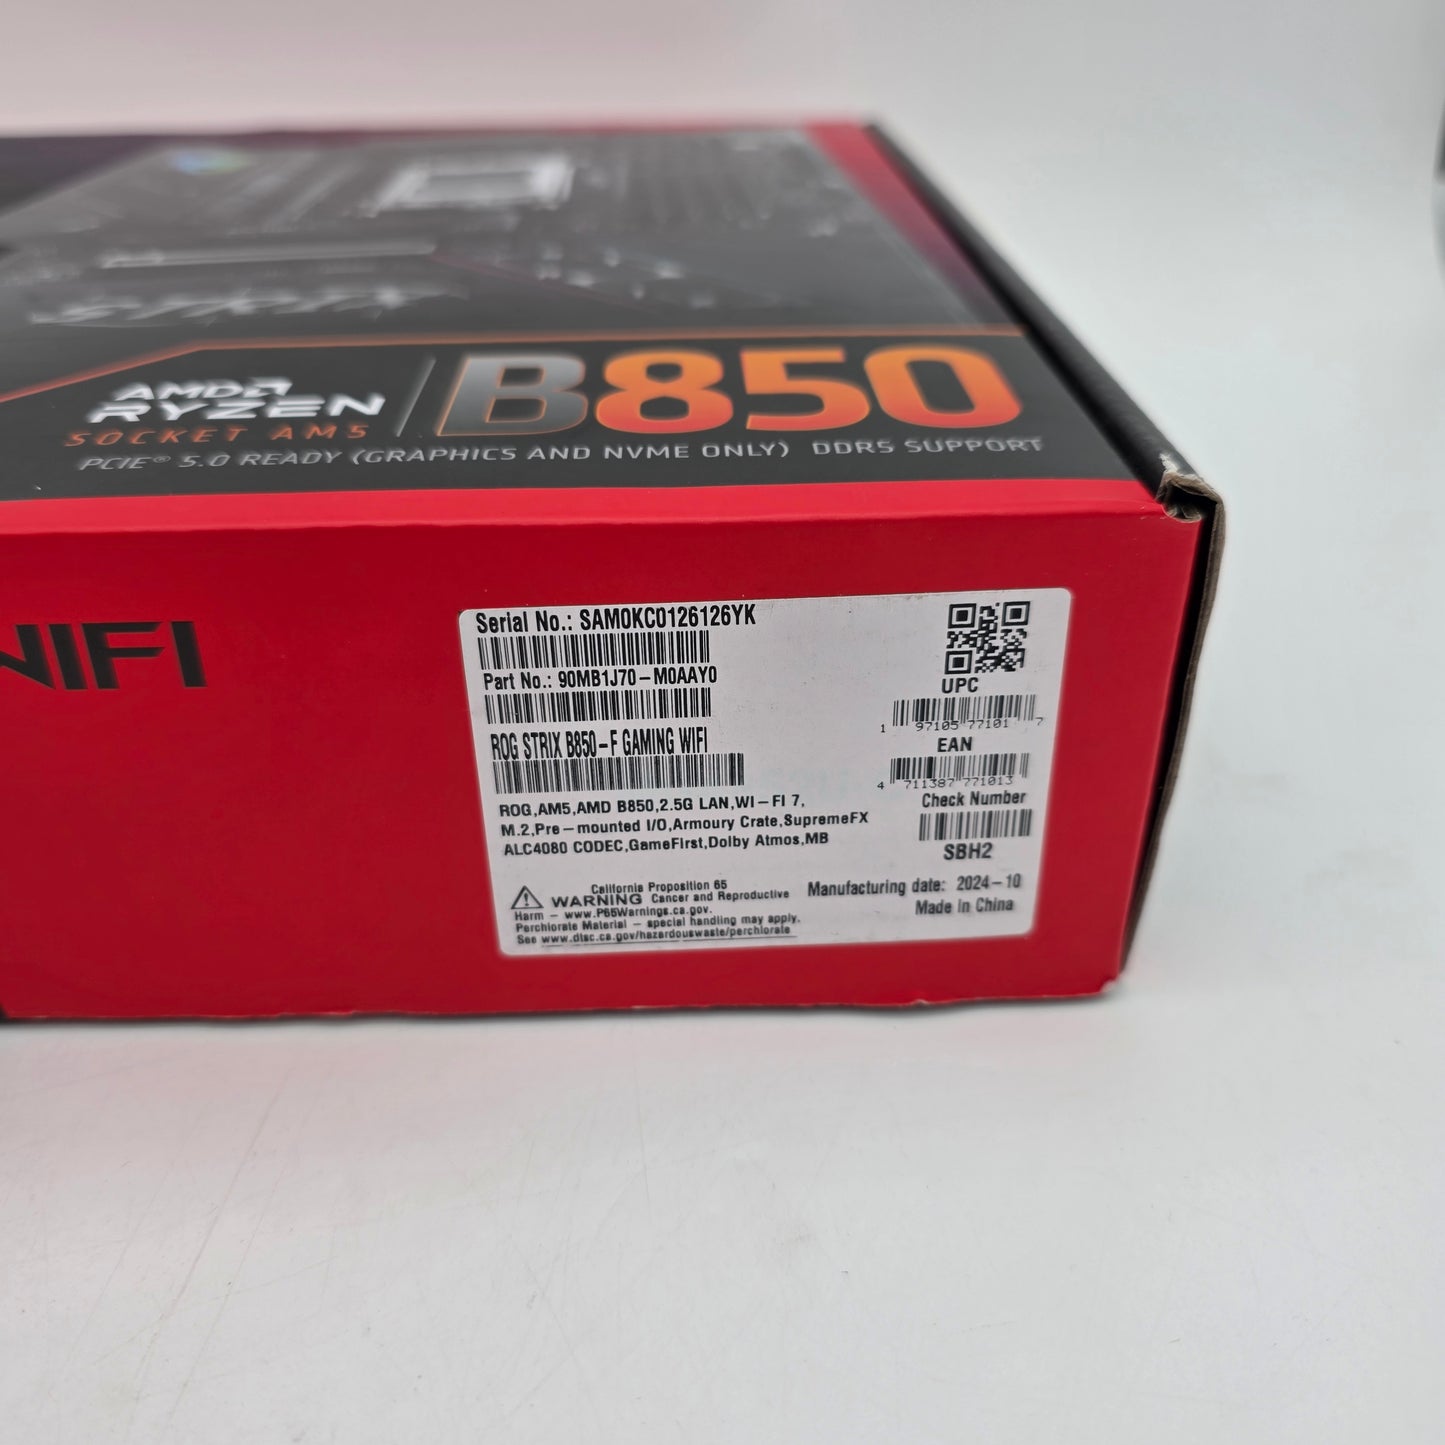 STRIX
AMD
RYZEN
SOCKET AM5
B850
PCIE® 5.0 READY (GRAPHICS AND NVME ONLY) DDR5 SUPPORT
WIFI
Serial No.: SAM0KC0126126YK
Part No.: 90MB1J70-M0AAY0
ROG STRIX B850-F GAMING WIFI
ROG,AM5,AMD B850,2.5G LAN,WI-FI 7,
M.2,Pre-mounted I/O,Armoury Crate,SupremeFX
ALC4080 CODEC,GameFirst,Dolby Atmos,MB
California Proposition 65
WARNING Cancer and Reproductive
Harm - www.P65Warnings.ca.gov.
Perchlorate Material - special handling may apply.
See www.dtsc.ca.gov/hazardouswaste/perchlorate
UPC
1 97105 77101 7
EAN
4 711387 771013
Check Number
SBH2
Manufacturing date: 2024-10
Made in China